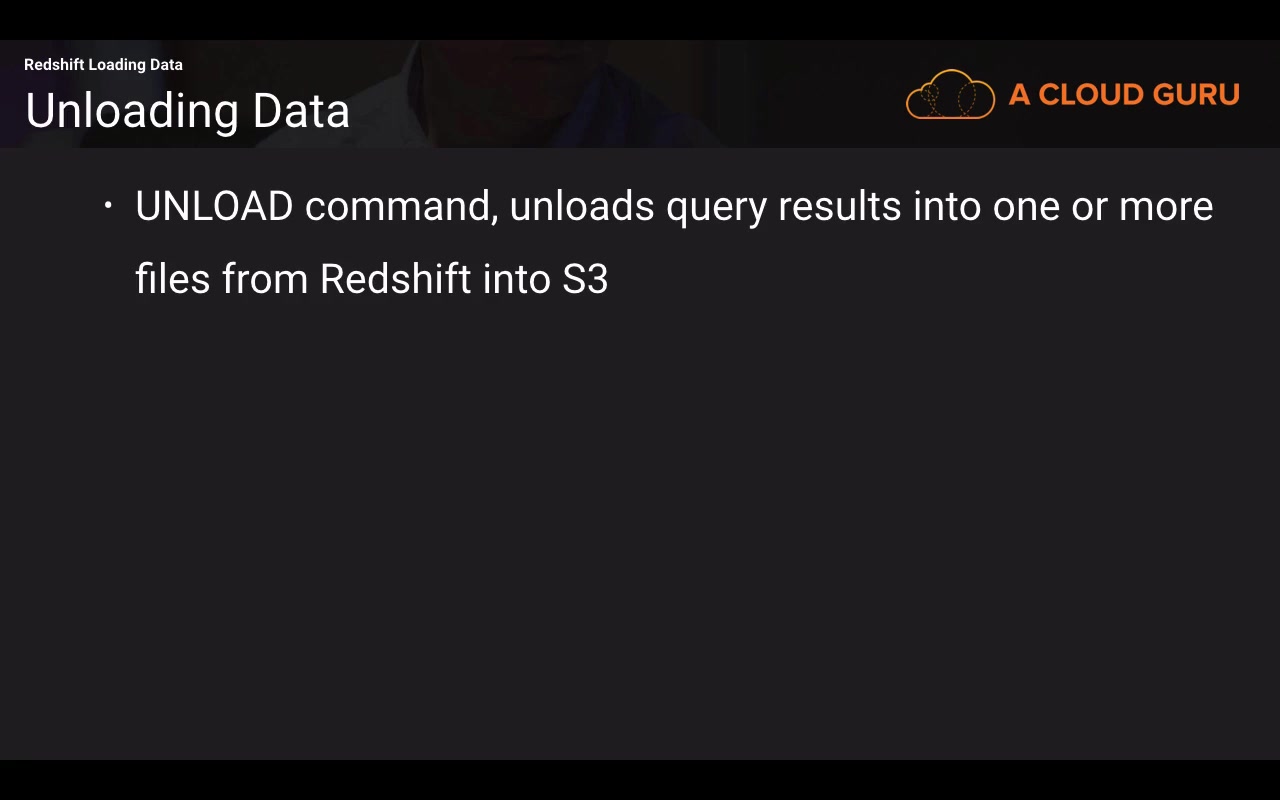 Redshift Loading Data
Unloading Data
A CLOUD GURU
• UNLOAD command, unloads query results into one or more
files from Redshift into S3